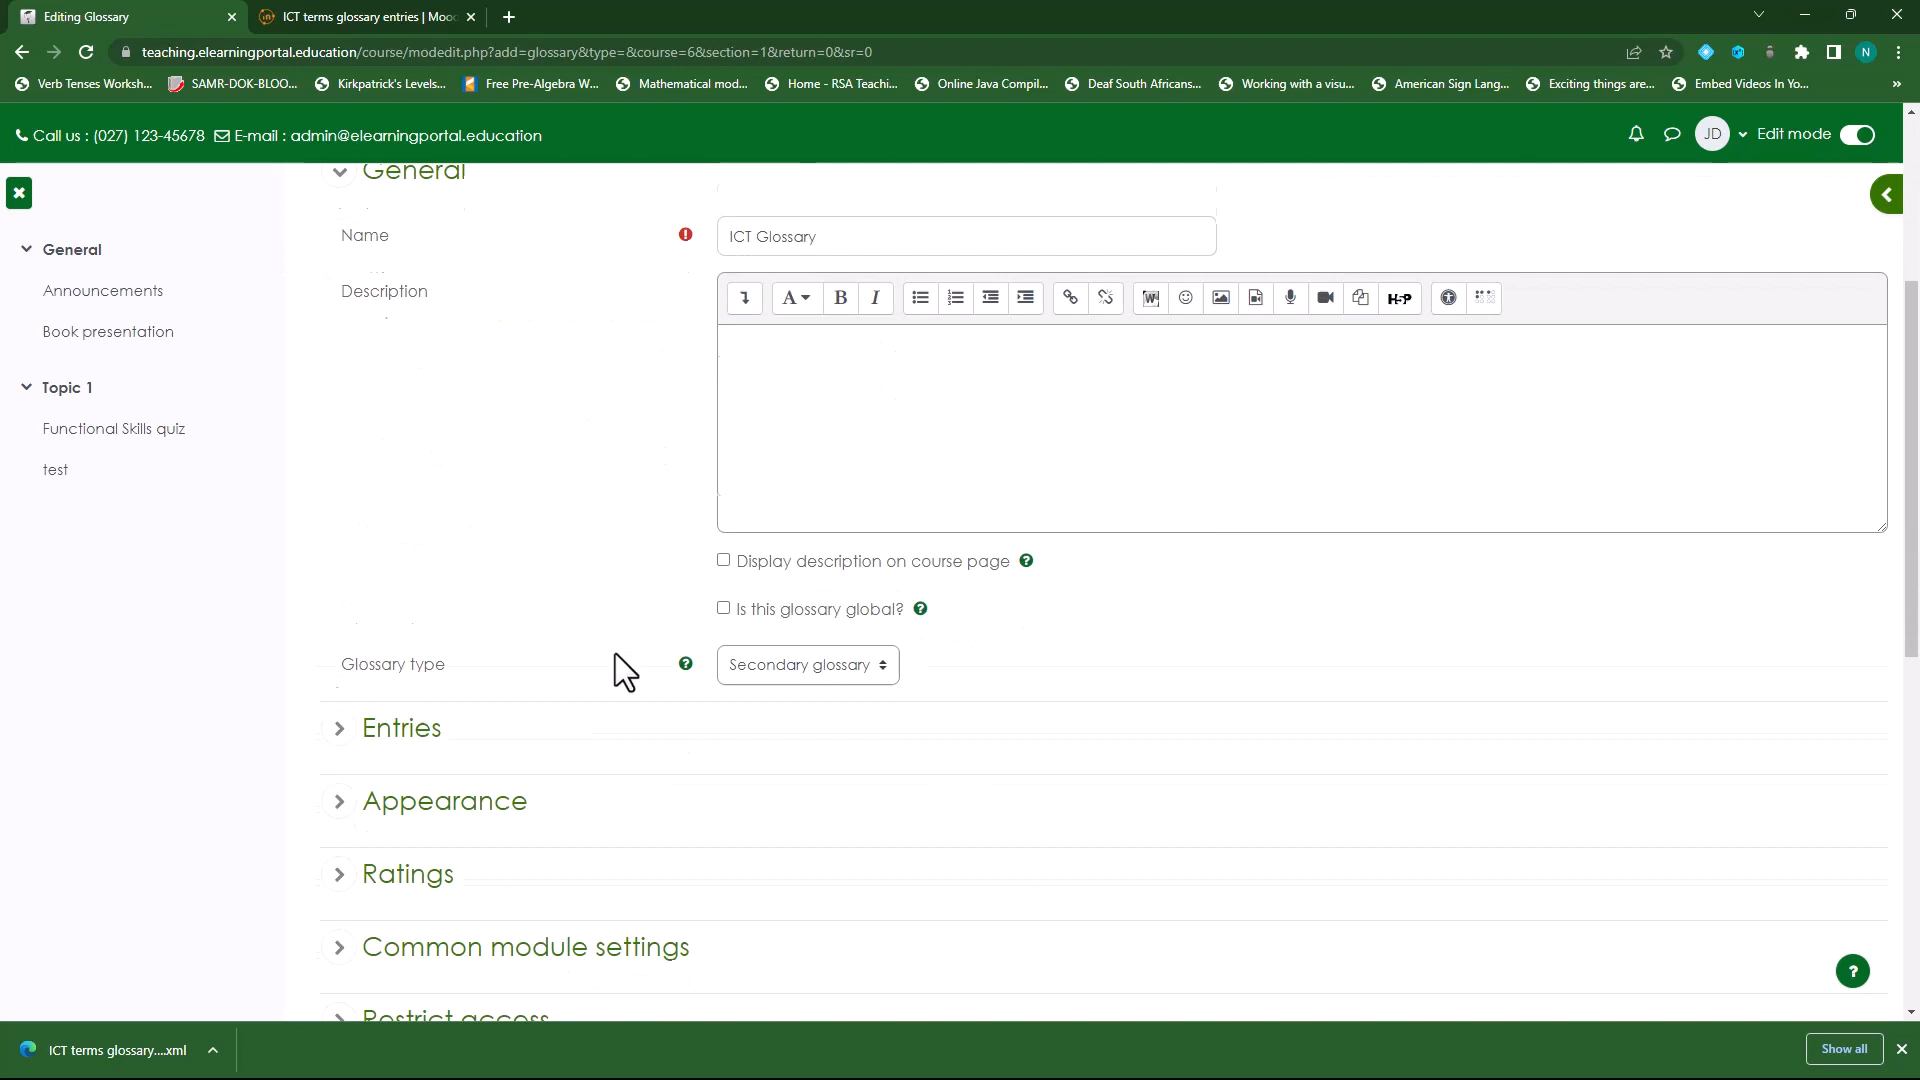 Editing Glossary
ICT terms glossary entries | Mooc
teaching.elearningportal.education/course/modedit.php?add=glossary&type=&course=6&section=1&return=0&sr=0
N
Verb Tenses Worksh...
SAMR-DOK-BLOO...
Kirkpatrick's Levels...
Free Pre-Algebra W...
Mathematical mod...
Home - RSA Teachi...
Online Java Compil...
Deaf South Africans...
Working with a visu...
American Sign Lang...
Exciting things are...
Embed Videos In Yo...
»
Call us : (027) 123-45678 E-mail : admin@elearningportal.education
JD
Edit mode
General
Announcements
Book presentation
Topic 1
Functional Skills quiz
test
General
Name
ICT Glossary
Description
A B I
H5P
Display description on course page
Is this glossary global?
Glossary type
Secondary glossary
Entries
Appearance
Ratings
Common module settings
Restrict access
?
ICT terms glossary....xml
Show all